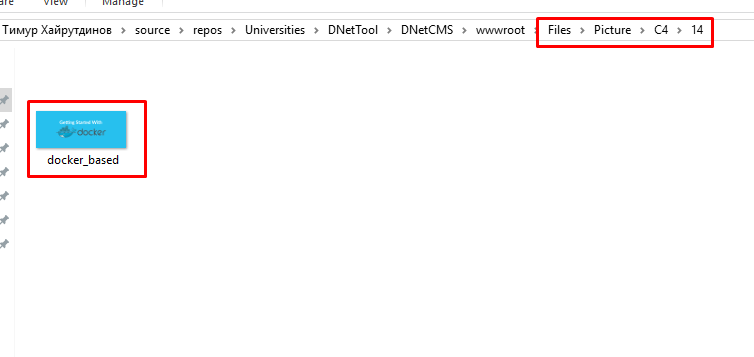 are View Manage
Тимур Хайрутдинов > source > repos > Universities > DNetTool > DNetCMS > wwwroot > Files > Picture > C4 > 14
Getting Started With
docker
docker_based